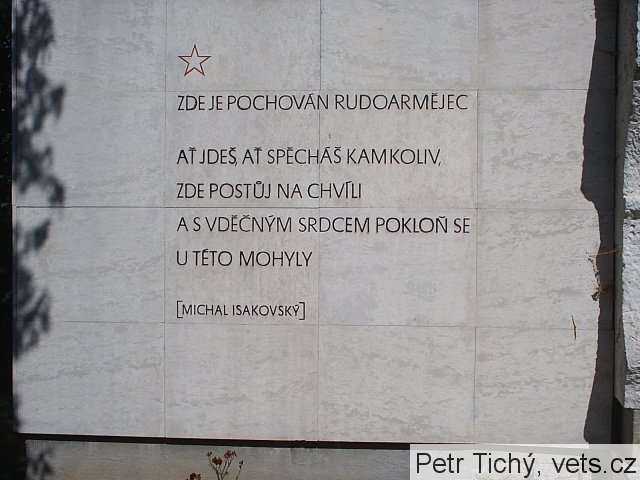 ZDE JE POCHOVÁN RUDOARMĚJEC
AŤ JDEŠ, AŤ SPĚCHÁŠ KAMKOLIV,
ZDE POSTŮJ NA CHVÍLI
A S VDĚČNÝM SRDCEM POKLOŇ SE
U TÉTO MOHYLY
[MICHAL ISAKOVSKÝ]
Petr Tichý, vets.cz